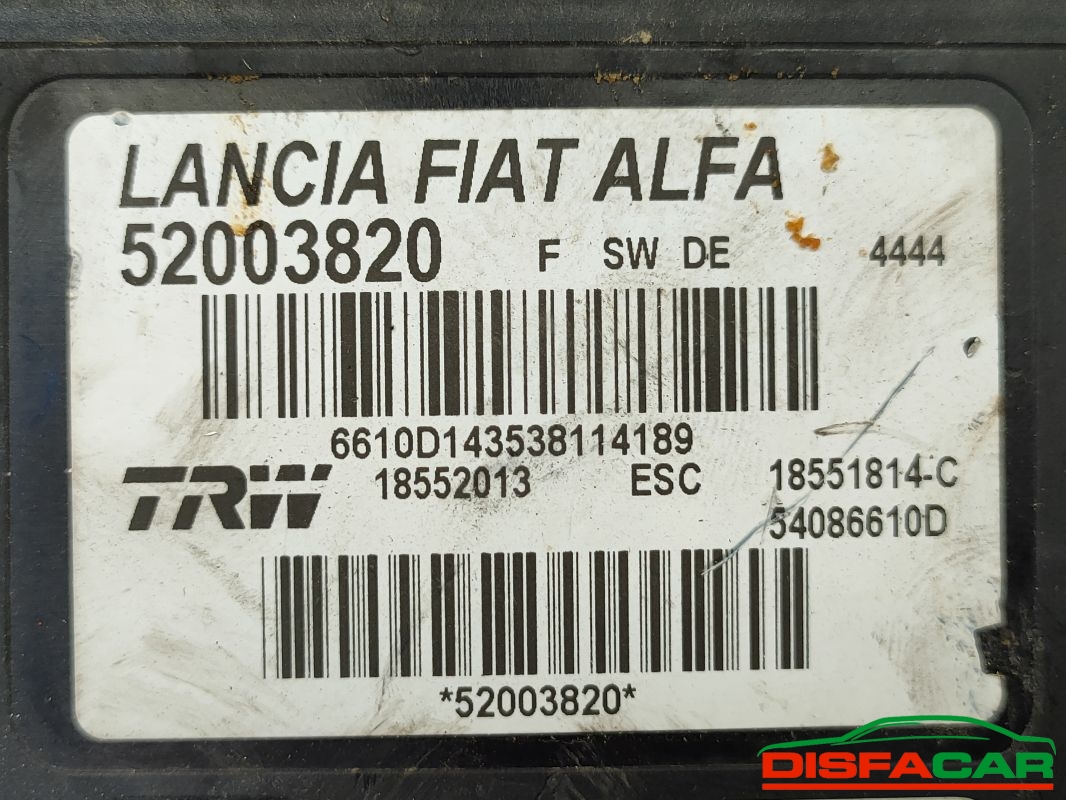 LANCIA FIAT ALFA
52003820 F SW DE 4444
6610D143538114189
TRW 18552013 ESC 18551814-C
54086610D
*52003820*
DISFACAR